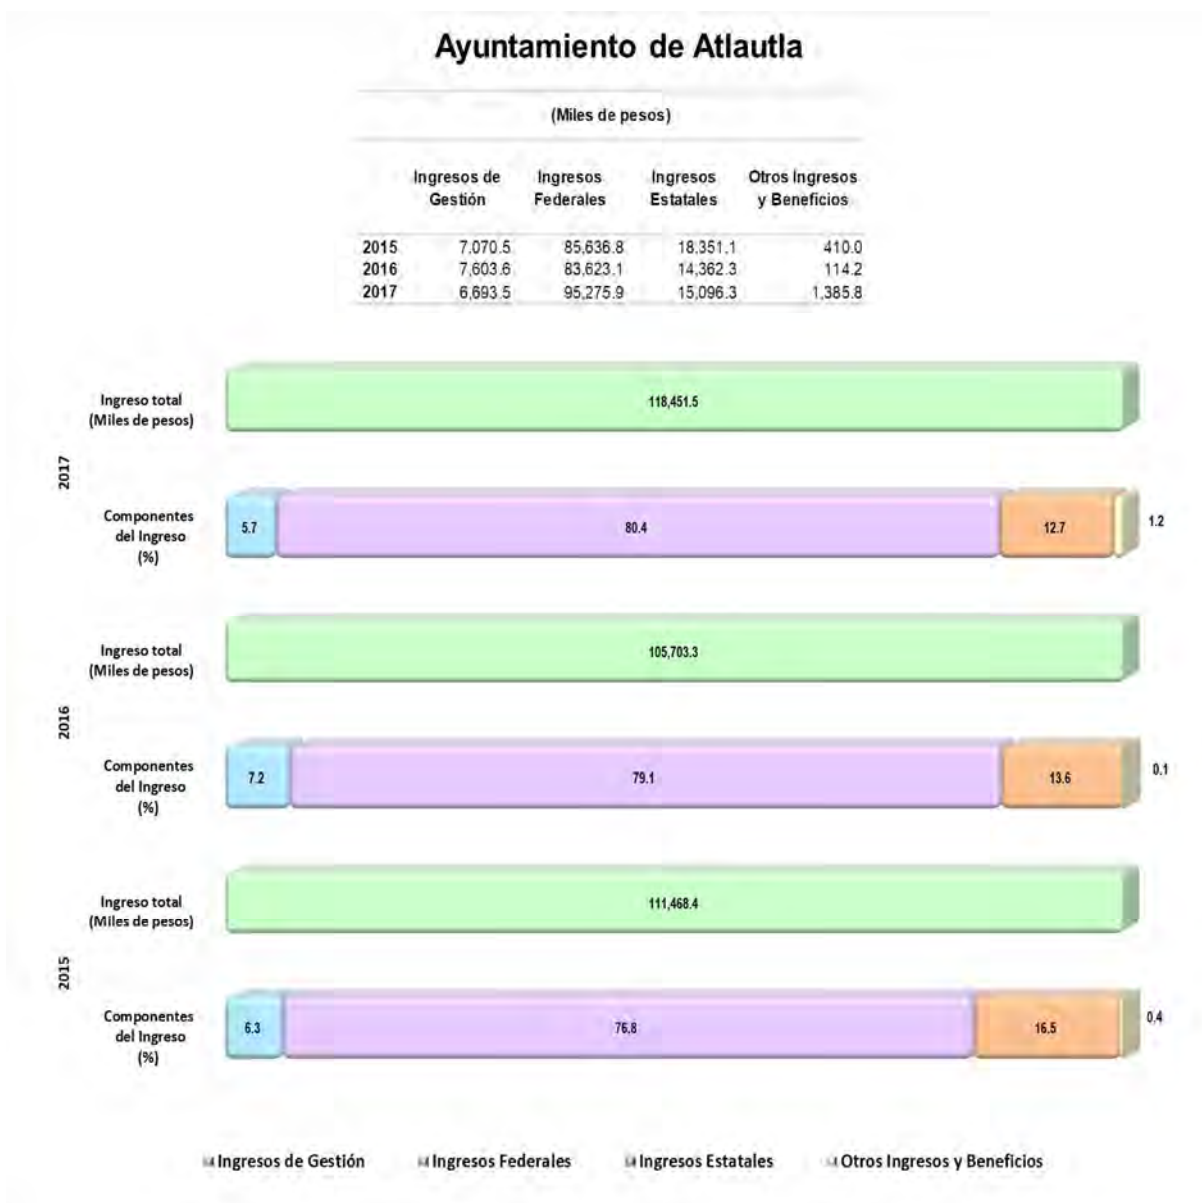 Ayuntamiento de Atlautla
(Miles de pesos)
Ingresos de Gestión Ingresos Federales Ingresos Estatales Otros Ingresos y Beneficios
2015 7,070.5 85,636.8 18,351.1 410.0
2016 7,603.6 83,623.1 14,362.3 114.2
2017 6,693.5 95,275.9 15,096.3 1,385.8
2017
Ingreso total
(Miles de pesos)
118,451.5
Componentes
del Ingreso
(%)
5.7 80.4 12.7 1.2
2016
Ingreso total
(Miles de pesos)
105,703.3
Componentes
del Ingreso
(%)
7.2 79.1 13.6 0.1
2015
Ingreso total
(Miles de pesos)
111,468.4
Componentes
del Ingreso
(%)
6.3 76.8 16.5 0.4
Ingresos de Gestión Ingresos Federales Ingresos Estatales Otros Ingresos y Beneficios